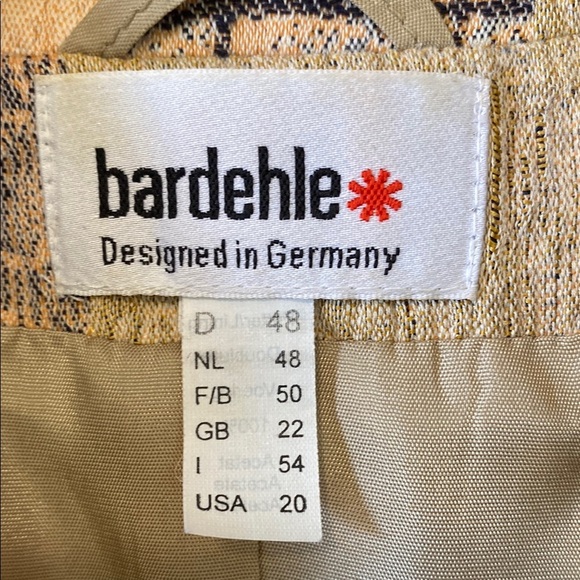 bardehle
Designed in Germany
D 48
NL 48
F/B 50
GB 22
I 54
USA 20